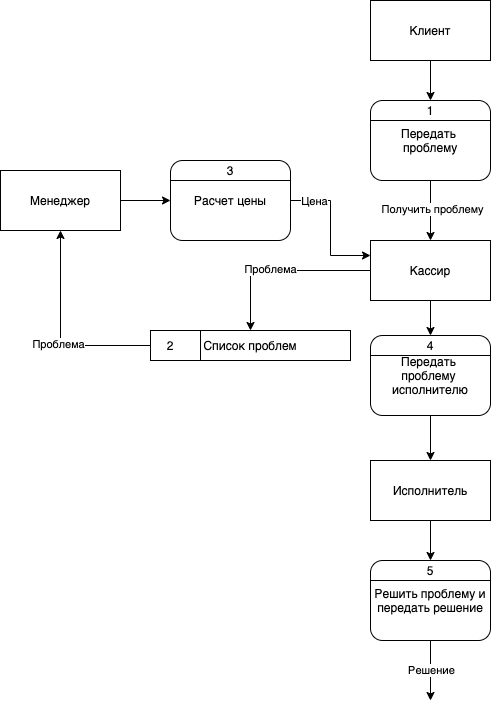 Клиент
1
Передать
проблему
Получить проблему
3
Расчет цены
Менеджер
Цена
Кассир
Проблема
2
Список проблем
Проблема
4
Передать
проблему
исполнителю
Исполнитель
5
Решить проблему и
передать решение
Решение